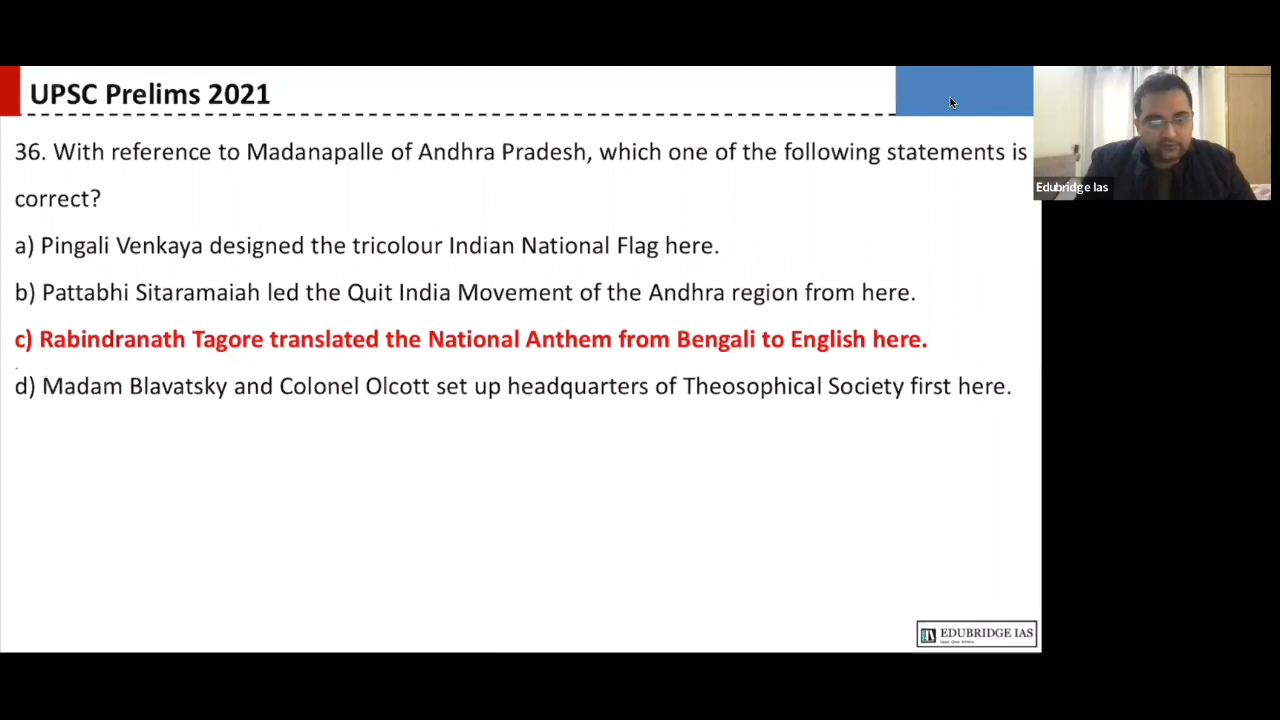 UPSC Prelims 2021
36. With reference to Madanapalle of Andhra Pradesh, which one of the following statements is
correct?
a) Pingali Venkaya designed the tricolour Indian National Flag here.
b) Pattabhi Sitaramaiah led the Quit India Movement of the Andhra region from here.
c) Rabindranath Tagore translated the National Anthem from Bengali to English here.
d) Madam Blavatsky and Colonel Olcott set up headquarters of Theosophical Society first here.
Edubridge Ias
EDUBRIDGE IAS